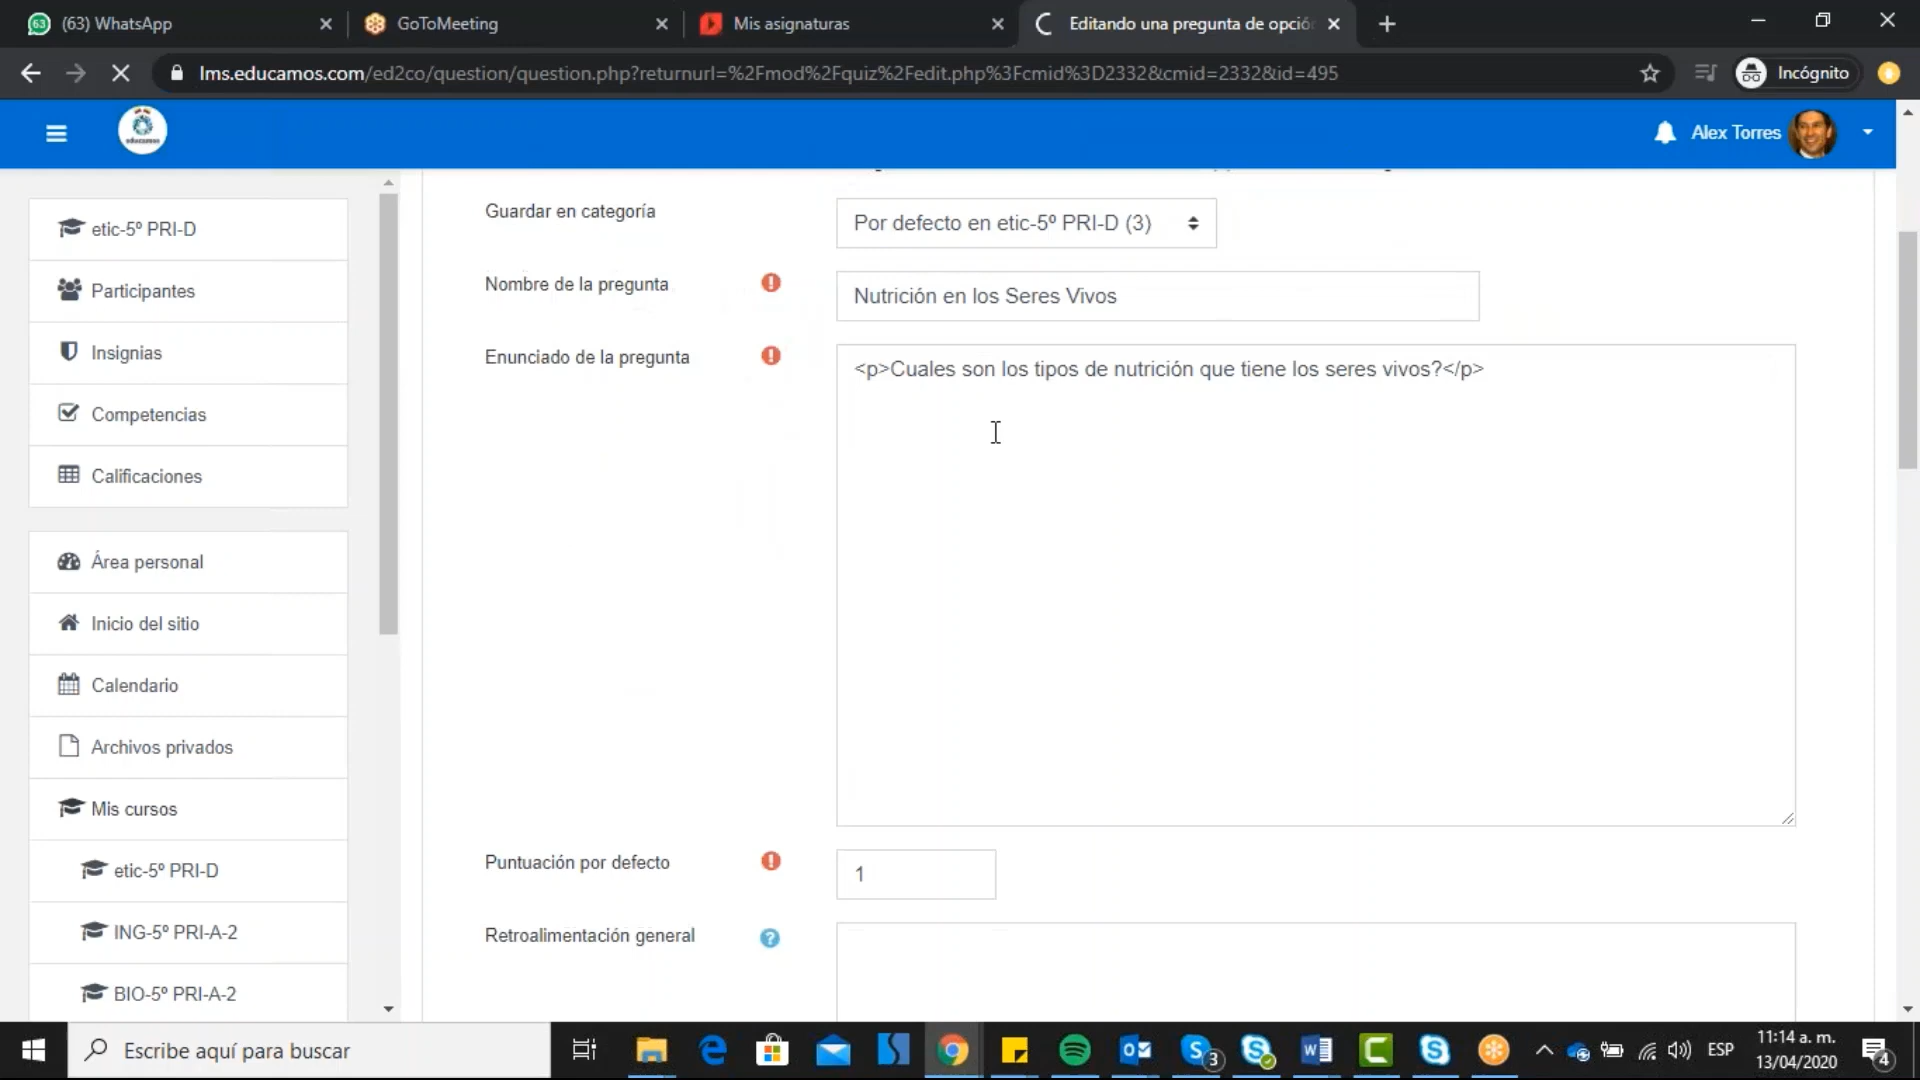 63
(63) WhatsApp
GoToMeeting
Mis asignaturas
Editando una pregunta de opció
lms.educamos.com/ed2co/question/question.php?returnurl=%2Fmod%2Fquiz%2Fedit.php%3Fcmid%3D2332&cmid=2332&id=495
Incógnito
educamos
Alex Torres
etic-5º PRI-D
Participantes
Insignias
Competencias
Calificaciones
Área personal
Inicio del sitio
Calendario
Archivos privados
Mis cursos
etic-5º PRI-D
ING-5º PRI-A-2
BIO-5º PRI-A-2
Guardar en categoría
Por defecto en etic-5º PRI-D (3)
Nombre de la pregunta
Nutrición en los Seres Vivos
Enunciado de la pregunta
<p>Cuales son los tipos de nutrición que tiene los seres vivos?</p>
Puntuación por defecto
1
Retroalimentación general
Escribe aquí para buscar
3
ESP
11:14 a. m.
13/04/2020
4